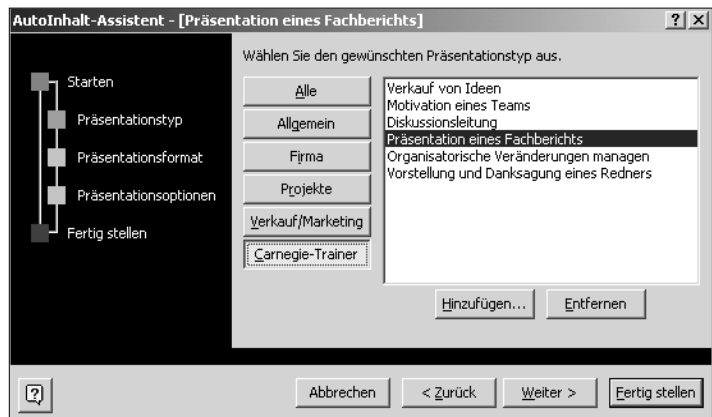 AutoInhalt-Assistent - [Präsentation eines Fachberichts]
Starten
Präsentationstyp
Präsentationsformat
Präsentationsoptionen
Fertig stellen
Wählen Sie den gewünschten Präsentationstyp aus.
Alle
Allgemein
Firma
Projekte
Verkauf/Marketing
Carnegie-Trainer
Verkauf von Ideen
Motivation eines Teams
Diskussionsleitung
Präsentation eines Fachberichts
Organisatorische Veränderungen managen
Vorstellung und Danksagung eines Redners
Hinzufügen... Entfernen
Abbrechen < Zurück Weiter > Fertig stellen